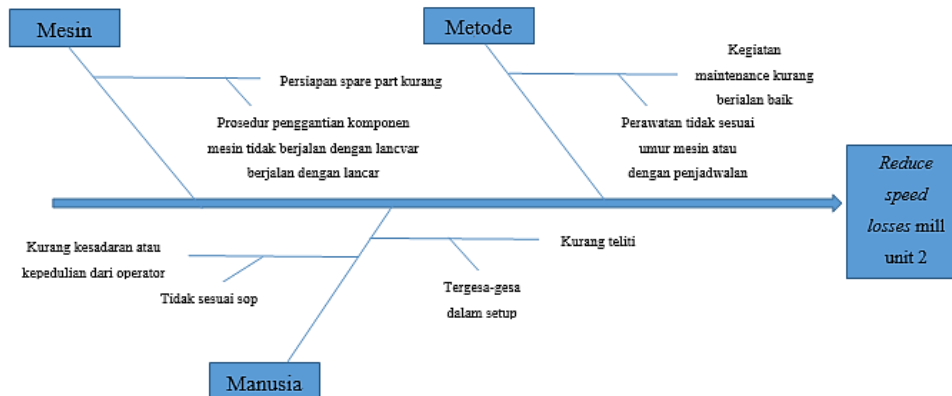 Mesin
Metode
Persiapan spare part kurang
Prosedur penggantian komponen
mesin tidak berjalan dengan lancvar
berjalan dengan lancar
Kegiatan
maintenance kurang
berialan baik
Perawatan tidak sesuai
umur mesin atau
dengan penjadwalan
Reduce
speed
losses mill
unit 2
Kurang kesadaran atau
kepedulian dari operator
Tidak sesuai sop
Kurang teliti
Tergesa-gesa
dalam setup
Manusia